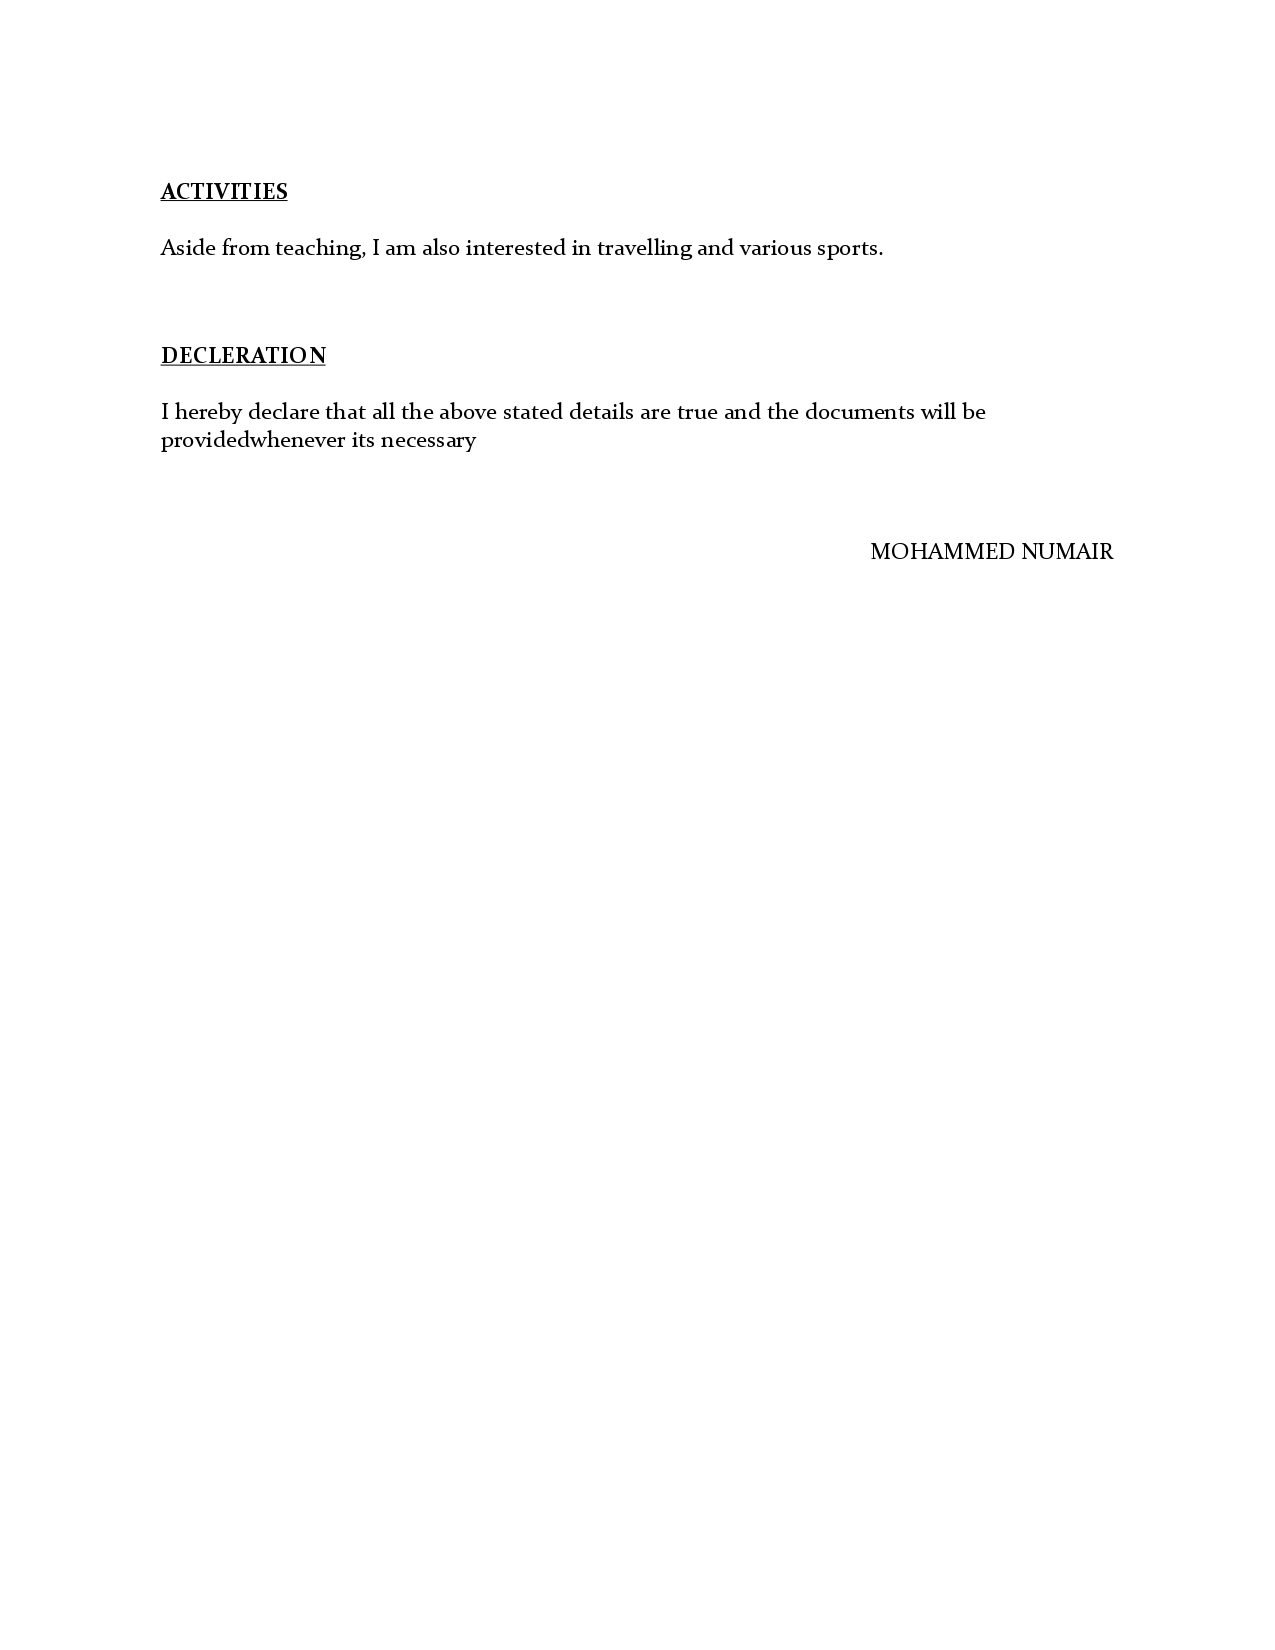 ACTIVITIES
Aside from teaching, I am also interested in travelling and various sports.
DECLERATION
I hereby declare that all the above stated details are true and the documents will be
providedwhenever its necessary
MOHAMMED NUMAIR